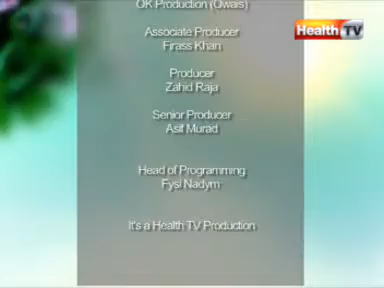 OK Production (Owais)
Health TV
Associate Producer
Firass Khan
Producer
Zahid Raja
Senior Producer
Asif Murad
Head of Programming
Fysl Nadym
It's a Health TV Production